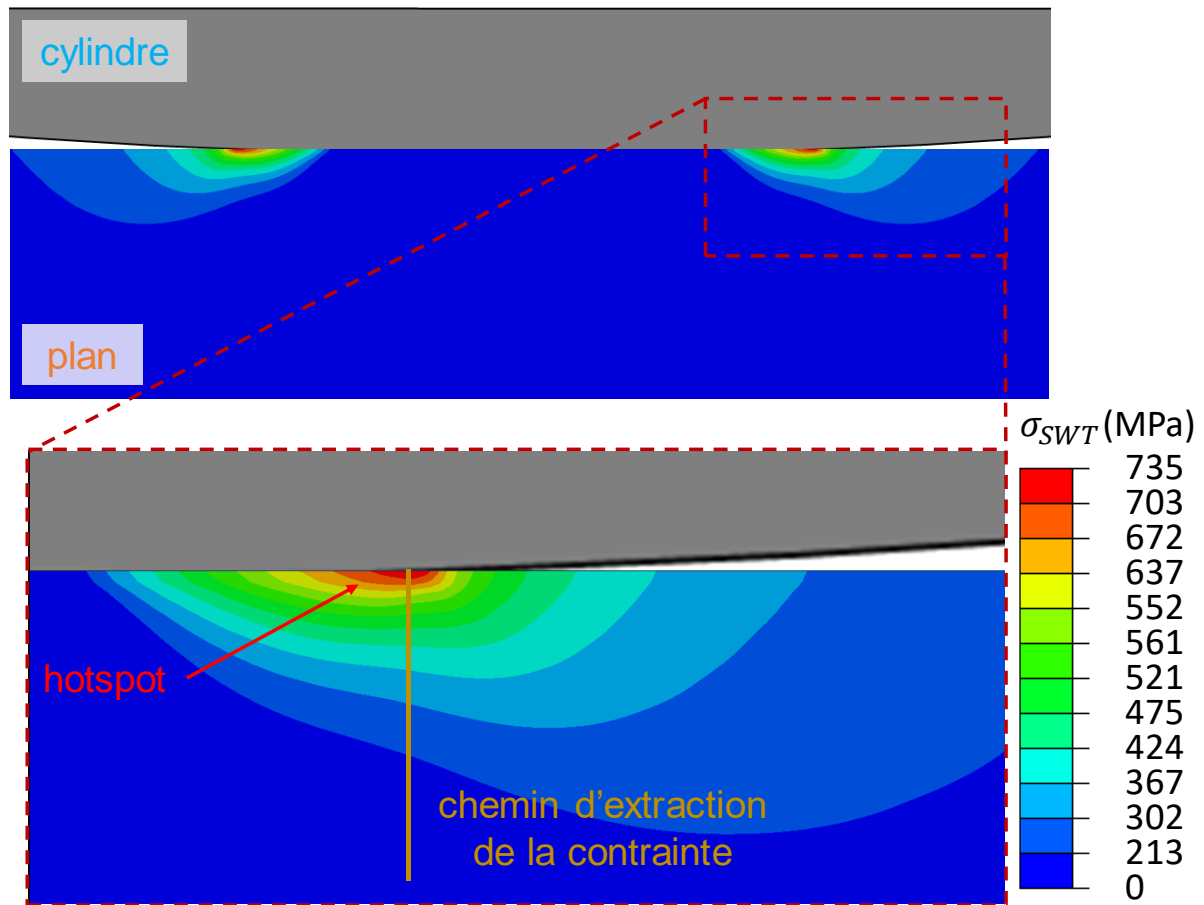 cylindre
plan
σ_SWT (MPa)
735
703
672
637
552
561
521
475
424
367
302
213
0
hotspot
chemin d'extraction
de la contrainte